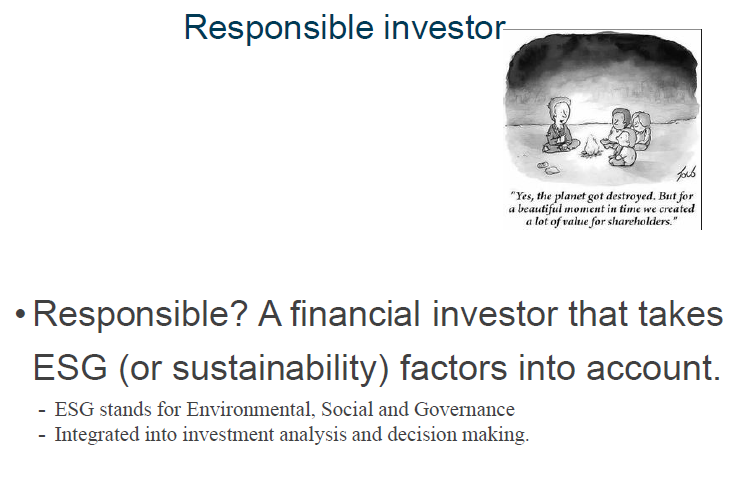 Responsible investor
"Yes, the planet got destroyed. But for
a beautiful moment in time we created
a lot of value for shareholders."
• Responsible? A financial investor that takes
ESG (or sustainability) factors into account.
- ESG stands for Environmental, Social and Governance
- Integrated into investment analysis and decision making.